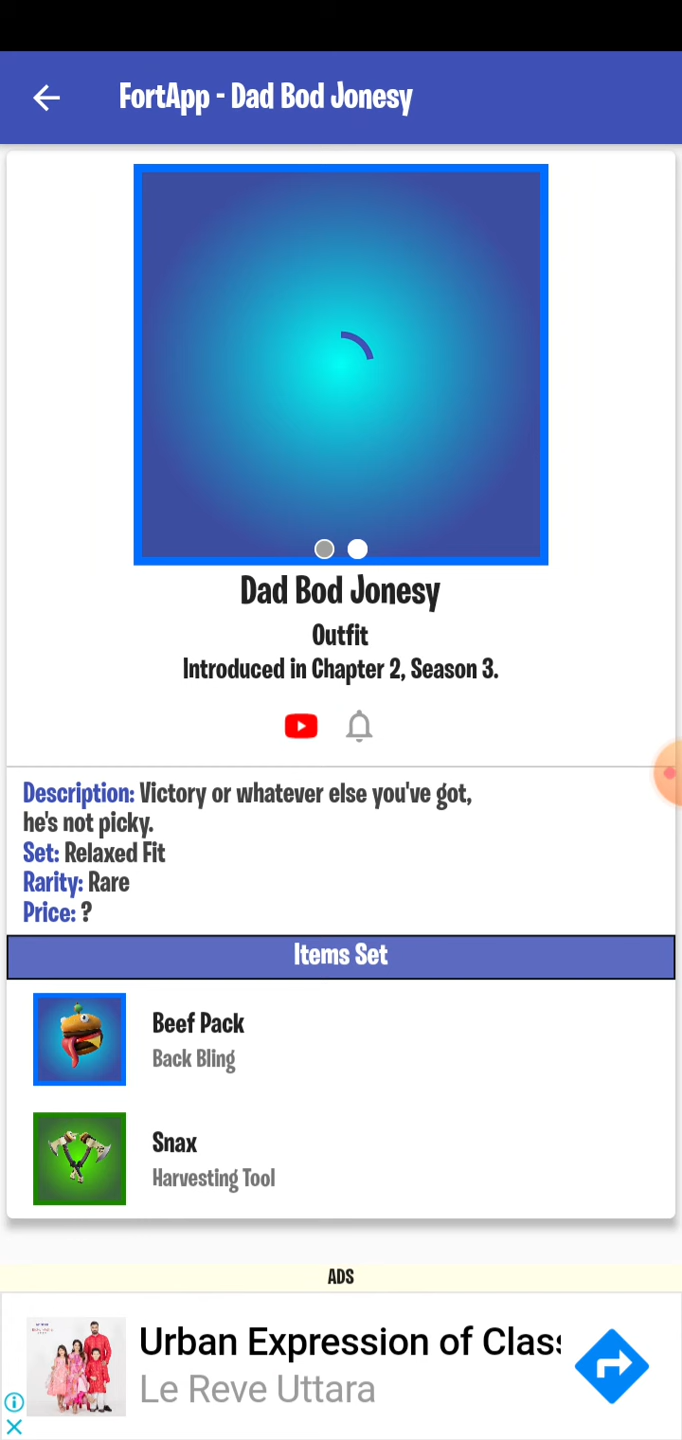 FortApp - Dad Bod Jonesy
Dad Bod Jonesy
Outfit
Introduced in Chapter 2, Season 3.
Description: Victory or whatever else you've got,
he's not picky.
Set: Relaxed Fit
Rarity: Rare
Price: ?
Items Set
Beef Pack
Back Bling
Snax
Harvesting Tool
ADS
Urban Expression of Class
Le Reve Uttara